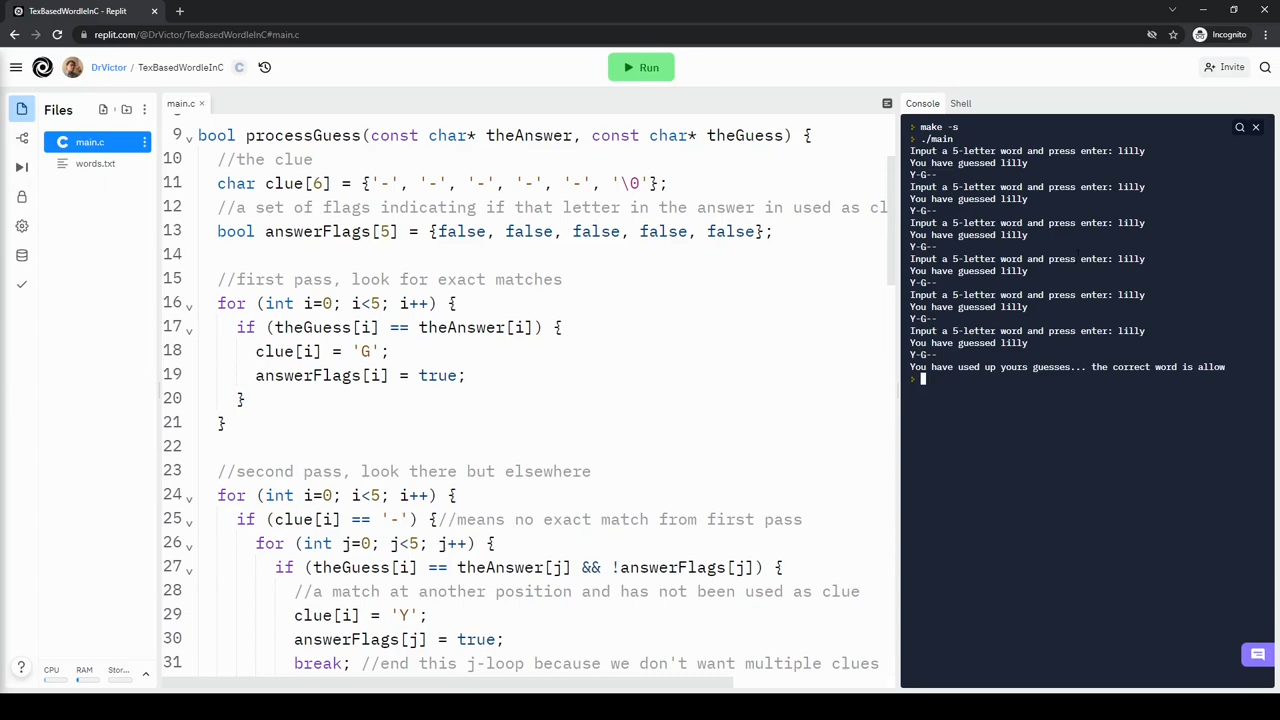 TexBasedWordleInC - Replit
replit.com/@DrVictor/TexBasedWordleInC#main.c
Incognito
DrVictor / TexBasedWordleInC C
Run
Invite
Files
main.c
words.txt
main.c
9 bool processGuess(const char* theAnswer, const char* theGuess) {
10 //the clue
11 char clue[6] = {'-', '-', '-', '-', '-', '\0'};
12 //a set of flags indicating if that letter in the answer in used as cl
13 bool answerFlags[5] = {false, false, false, false, false};
14
15 //first pass, look for exact matches
16 for (int i=0; i<5; i++) {
17 if (theGuess[i] == theAnswer[i]) {
18 clue[i] = 'G';
19 answerFlags[i] = true;
20 }
21 }
22
23 //second pass, look there but elsewhere
24 for (int i=0; i<5; i++) {
25 if (clue[i] == '-') {//means no exact match from first pass
26 for (int j=0; j<5; j++) {
27 if (theGuess[i] == theAnswer[j] && !answerFlags[j]) {
28 //a match at another position and has not been used as clue
29 clue[i] = 'Y';
30 answerFlags[j] = true;
31 break; //end this j-loop because we don't want multiple clues
CPU RAM Stor...
Console Shell
> make -s
> ./main
Input a 5-letter word and press enter: lilly
You have guessed lilly
Y-G--
Input a 5-letter word and press enter: lilly
You have guessed lilly
Y-G--
Input a 5-letter word and press enter: lilly
You have guessed lilly
Y-G--
Input a 5-letter word and press enter: lilly
You have guessed lilly
Y-G--
Input a 5-letter word and press enter: lilly
You have guessed lilly
Y-G--
Input a 5-letter word and press enter: lilly
You have guessed lilly
Y-G--
You have used up yours guesses... the correct word is allow
>